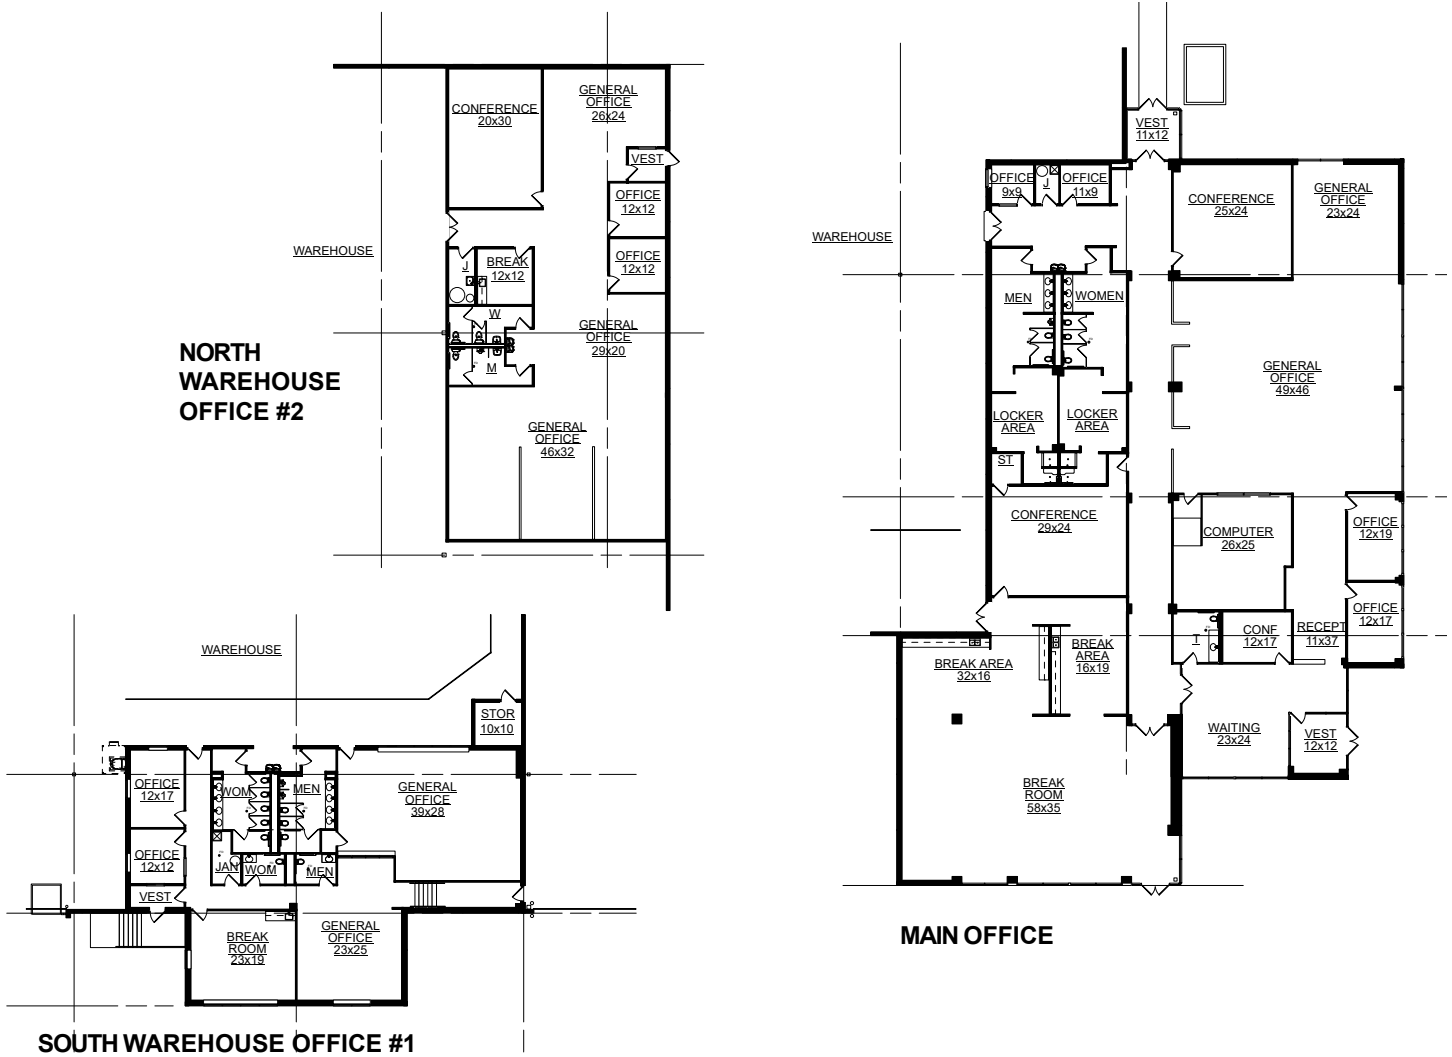 CONFERENCE
20x30
GENERAL
OFFICE
26x24
VEST
OFFICE
12x12
OFFICE
12x12
WAREHOUSE
J
BREAK
12x12
W
M
GENERAL
OFFICE
29x20
GENERAL
OFFICE
46x32
NORTH
WAREHOUSE
OFFICE #2
WAREHOUSE
STOR
10x10
OFFICE
12x17
WOM
MEN
GENERAL
OFFICE
39x28
OFFICE
12x12
JAN
WOM
MEN
VEST
BREAK
ROOM
23x19
GENERAL
OFFICE
23x25
SOUTH WAREHOUSE OFFICE #1
VEST
11x12
OFFICE
9x9
J
OFFICE
11x9
CONFERENCE
25x24
GENERAL
OFFICE
23x24
WAREHOUSE
MEN
WOMEN
GENERAL
OFFICE
49x46
LOCKER
AREA
LOCKER
AREA
ST
CONFERENCE
29x24
COMPUTER
26x25
OFFICE
12x19
OFFICE
12x17
T
CONF
12x17
RECEPT
11x37
BREAK AREA
32x16
BREAK
AREA
16x19
WAITING
23x24
VEST
12x12
BREAK
ROOM
58x35
MAIN OFFICE